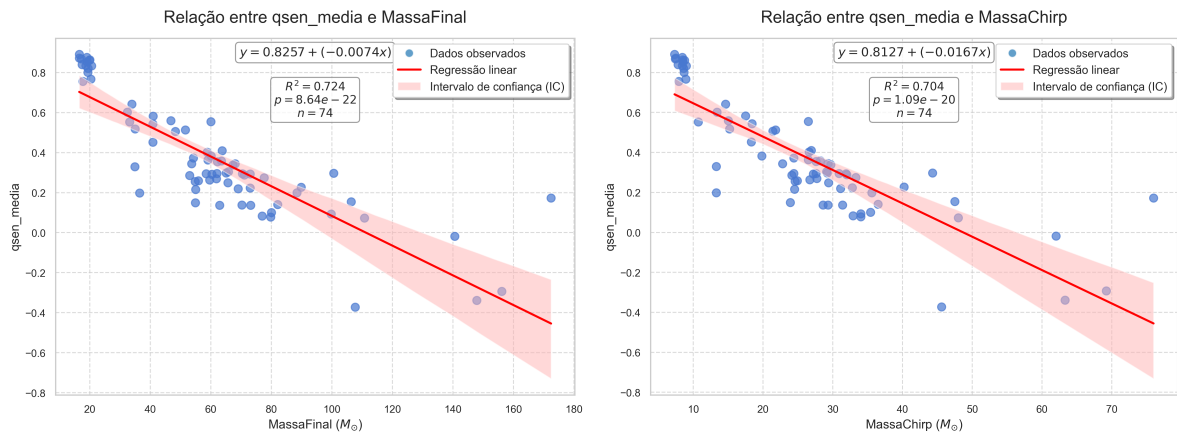 Relação entre qsen_media e MassaFinal
y = 0.8257 + (−0.0074x)
Dados observados
Regressão linear
Intervalo de confiança (IC)
R² = 0.724
p = 8.64e − 22
n = 74
qsen_media
0.8
0.6
0.4
0.2
0.0
−0.2
−0.4
−0.6
−0.8
20 40 60 80 100 120 140 160 180
MassaFinal (M⊙)
Relação entre qsen_media e MassaChirp
y = 0.8127 + (−0.0167x)
Dados observados
Regressão linear
Intervalo de confiança (IC)
R² = 0.704
p = 1.09e − 20
n = 74
qsen_media
0.8
0.6
0.4
0.2
0.0
−0.2
−0.4
−0.6
−0.8
10 20 30 40 50 60 70
MassaChirp (M⊙)